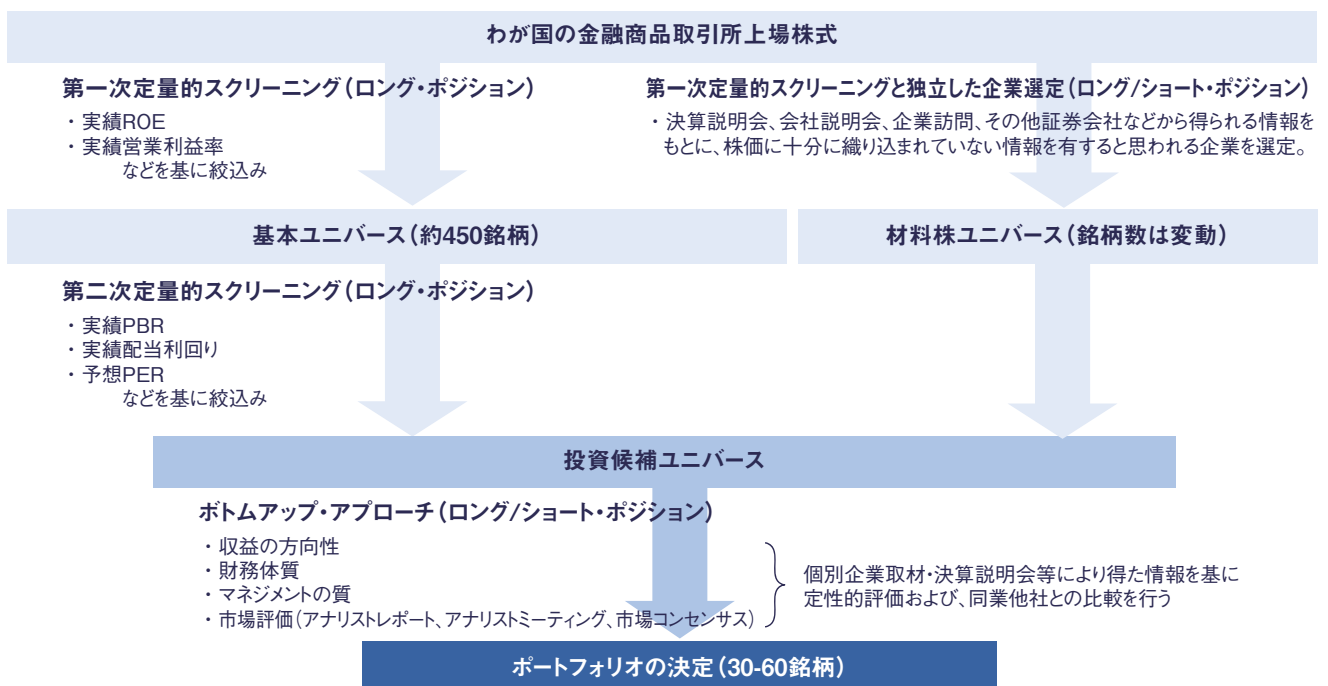 わが国の金融商品取引所上場株式
第一次定量的スクリーニング(ロング・ポジション)
・実績ROE
・実績営業利益率
などを基に絞込み
第一次定量的スクリーニングと独立した企業選定(ロング/ショート・ポジション)
・決算説明会、会社説明会、企業訪問、その他証券会社などから得られる情報を
もとに、株価に十分に織り込まれていない情報を有すると思われる企業を選定。
基本ユニバース(約450銘柄)
材料株ユニバース(銘柄数は変動)
第二次定量的スクリーニング(ロング・ポジション)
・実績PBR
・実績配当利回り
・予想PER
などを基に絞込み
投資候補ユニバース
ボトムアップ・アプローチ(ロング/ショート・ポジション)
・収益の方向性
・財務体質
・マネジメントの質
・市場評価(アナリストレポート、アナリストミーティング、市場コンセンサス)
個別企業取材・決算説明会等により得た情報を基に
定性的評価および、同業他社との比較を行う
ポートフォリオの決定(30-60銘柄)